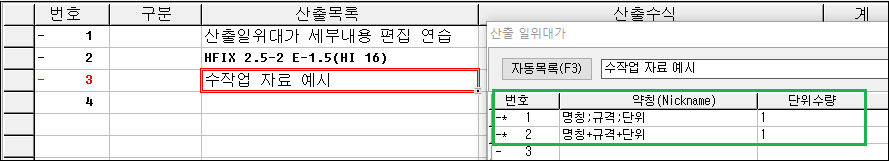 번호 구분 산출목록 산출수식 계
- 1 산출일위대가 세부내용 편집 연습
- 2 HFIX 2.5-2 E-1.5(HI 16)
- 3 수작업 자료 예시
4
산출 일위대가
자동목록(F3) 수작업 자료 예시
번호 약칭(Nickname) 단위수량
-* 1 명칭;규격;단위 1
-* 2 명칭+규격+단위 1
- 3